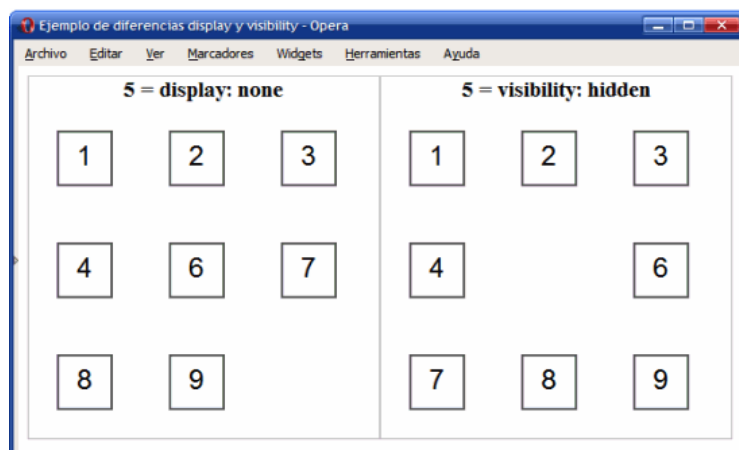 Ejemplo de diferencias display y visibility - Opera
Archivo Editar Ver Marcadores Widgets Herramientas Ayuda
5 = display: none
1 2 3
4 6 7
8 9
5 = visibility: hidden
1 2 3
4 6
7 8 9